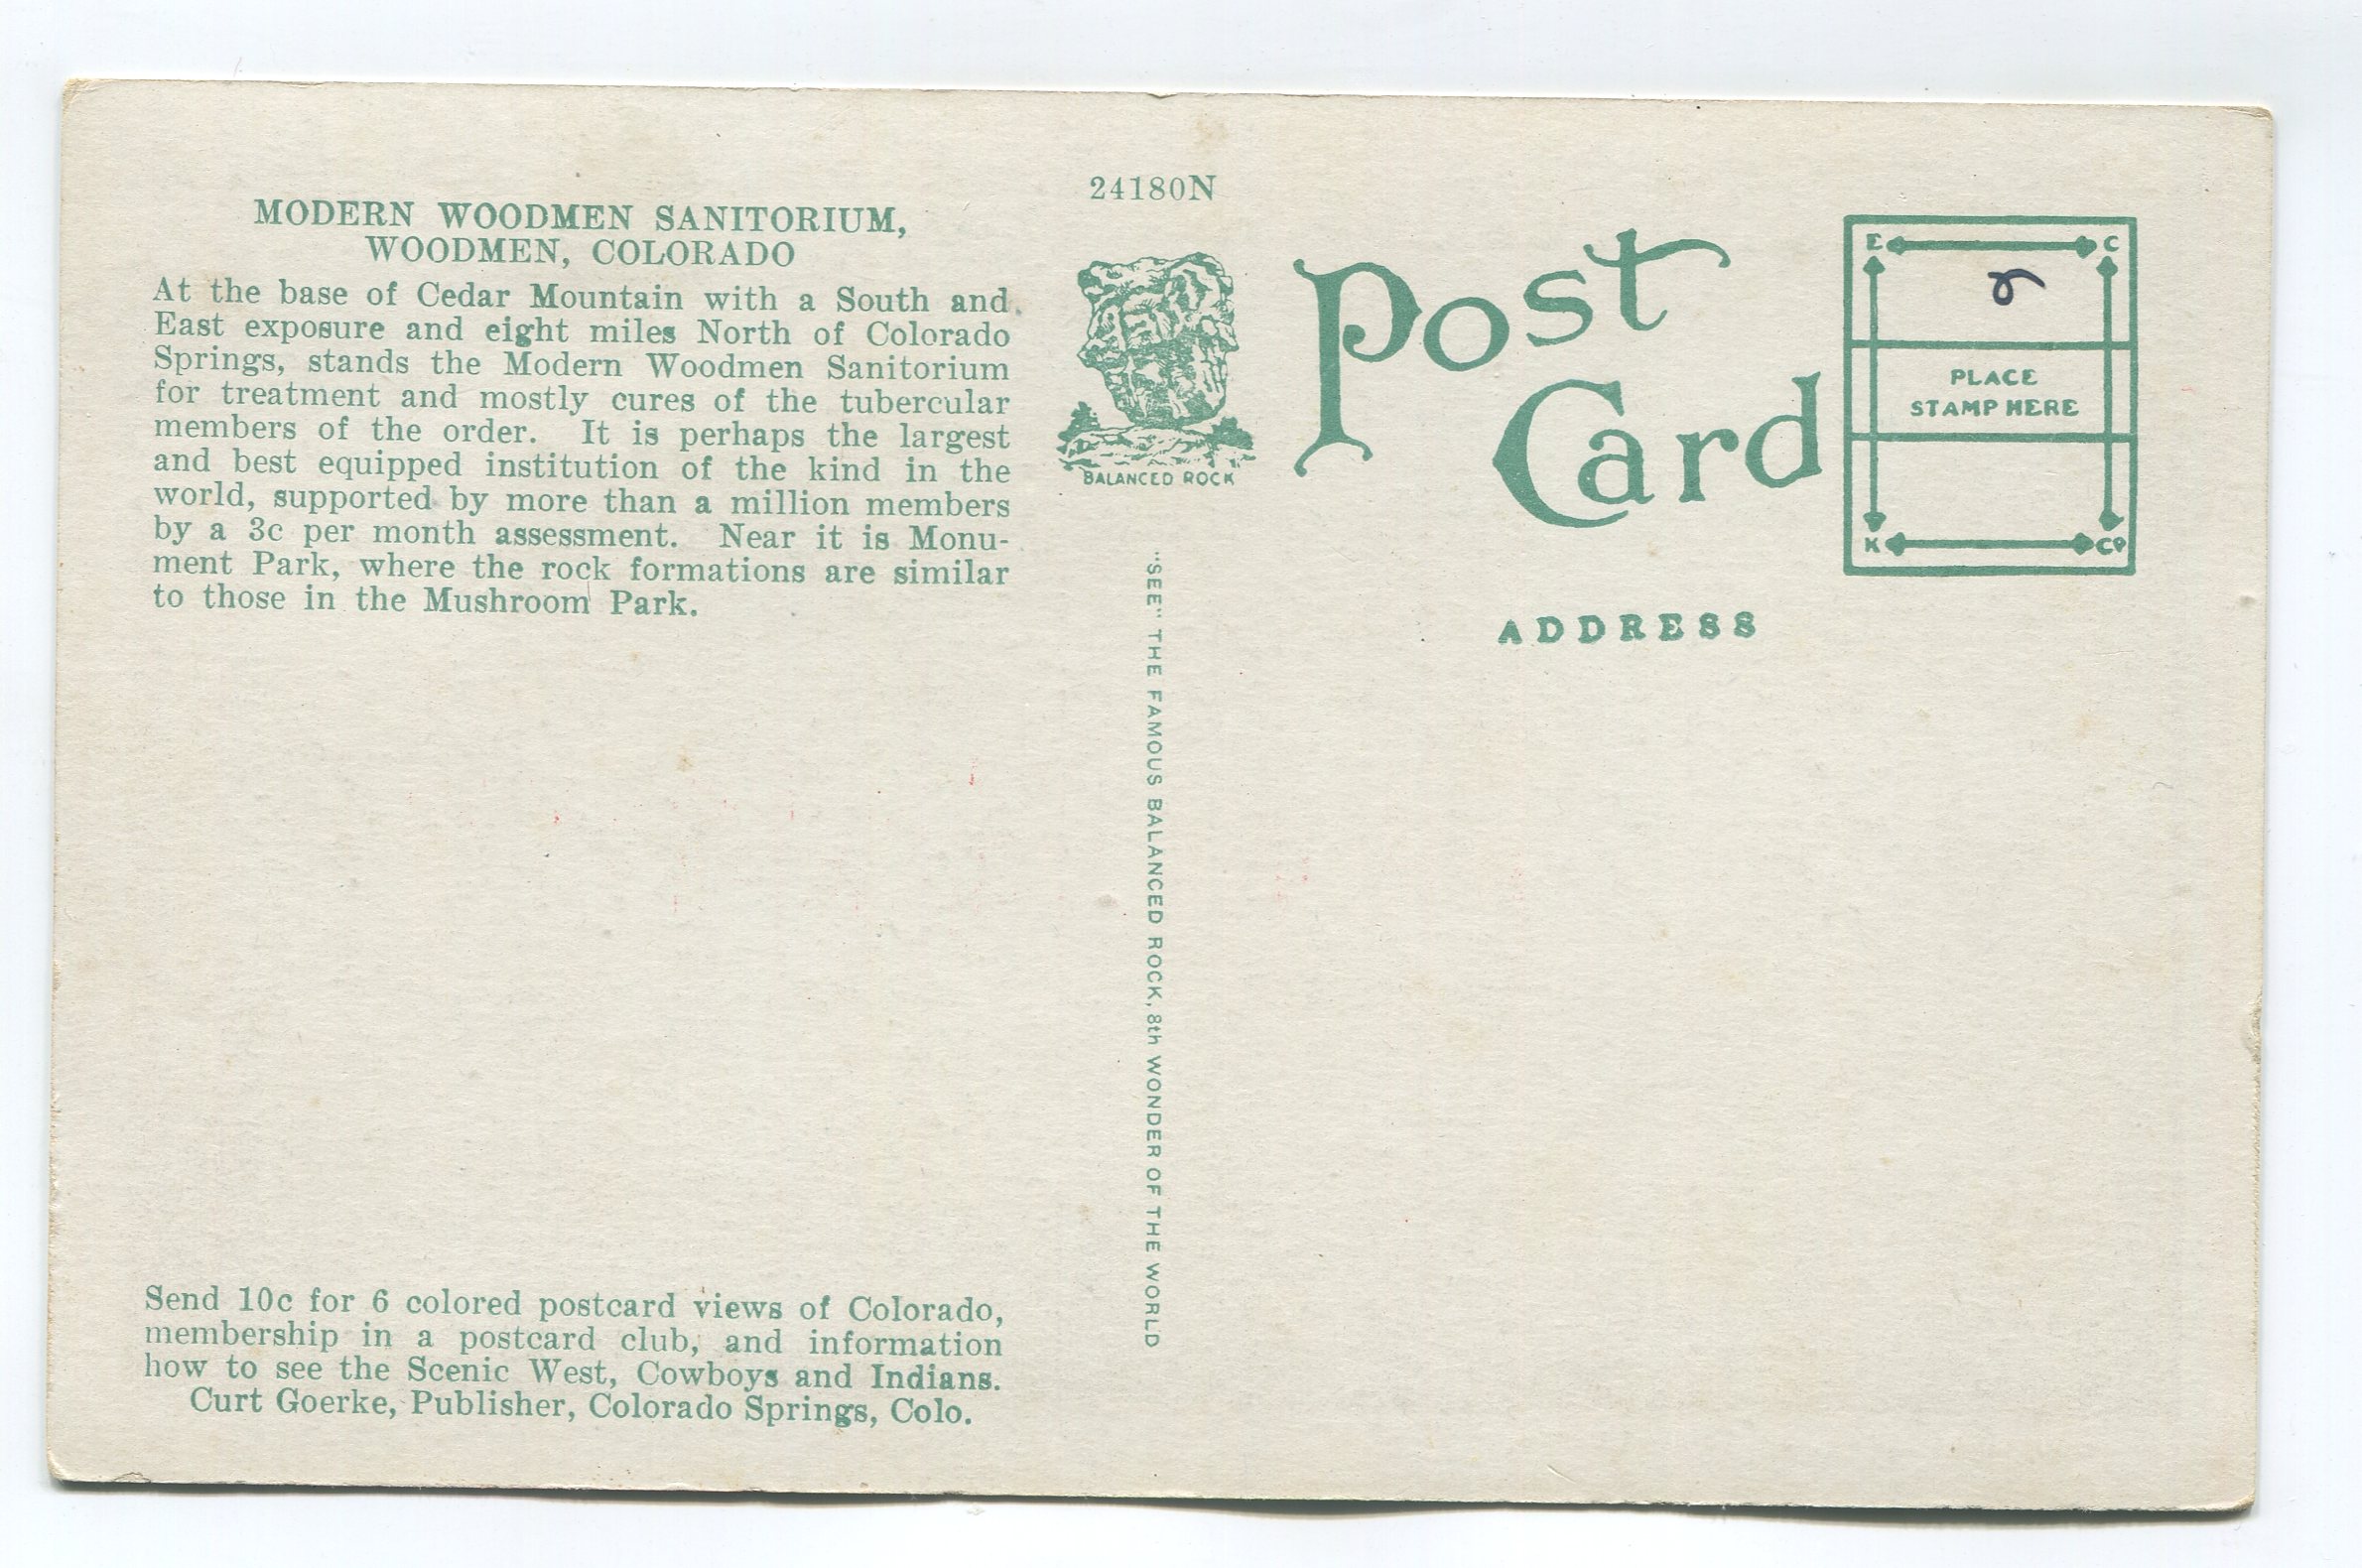 MODERN WOODMEN SANITORIUM,
WOODMEN, COLORADO
At the base of Cedar Mountain with a South and
East exposure and eight miles North of Colorado
Springs, stands the Modern Woodmen Sanitorium
for treatment and mostly cures of the tubercular
members of the order. It is perhaps the largest
and best equipped institution of the kind in the
world, supported by more than a million members
by a 3c per month assessment. Near it is Monu-
ment Park, where the rock formations are similar
to those in the Mushroom Park.
Send 10c for 6 colored postcard views of Colorado,
membership in a postcard club, and information
how to see the Scenic West, Cowboys and Indians.
Curt Goerke, Publisher, Colorado Springs, Colo.
24180N
BALANCED ROCK
"SEE" THE FAMOUS BALANCED ROCK, 8th WONDER OF THE WORLD
Post
Card
E C
PLACE
STAMP HERE
K Co
ADDRESS